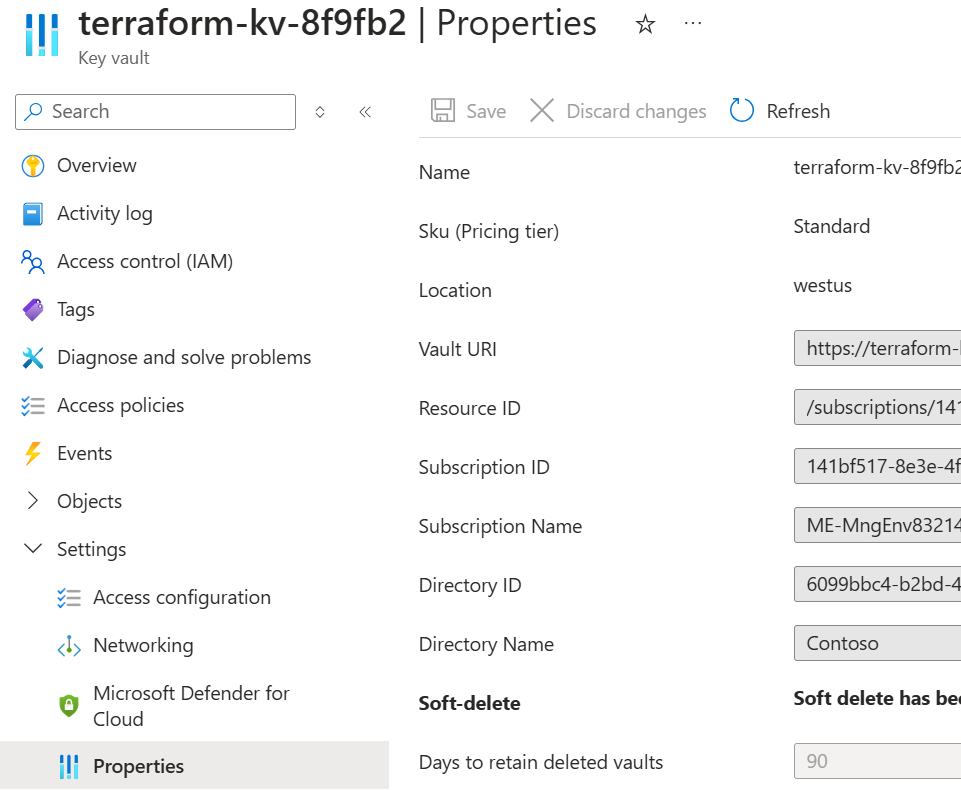 terraform-kv-8f9fb2 | Properties
Key vault
Search
Save
Discard changes
Refresh
Overview
Activity log
Access control (IAM)
Tags
Diagnose and solve problems
Access policies
Events
Objects
Settings
Access configuration
Networking
Microsoft Defender for
Cloud
Properties
Name
terraform-kv-8f9fb2
Sku (Pricing tier)
Standard
Location
westus
Vault URI
https://terraform-
Resource ID
/subscriptions/141
Subscription ID
141bf517-8e3e-4f
Subscription Name
ME-MngEnv83214
Directory ID
6099bbc4-b2bd-4
Directory Name
Contoso
Soft-delete
Soft delete has bee
Days to retain deleted vaults
90